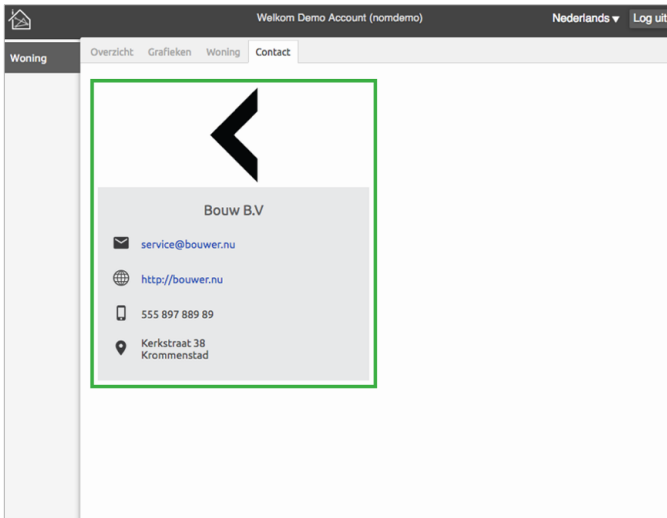 Welkom Demo Account (nomdemo)
Nederlands
Log uit
Woning
Overzicht Grafieken Woning Contact
Bouw B.V
service@bouwer.nu
http://bouwer.nu
555 897 889 89
Kerkstraat 38
Krommenstad